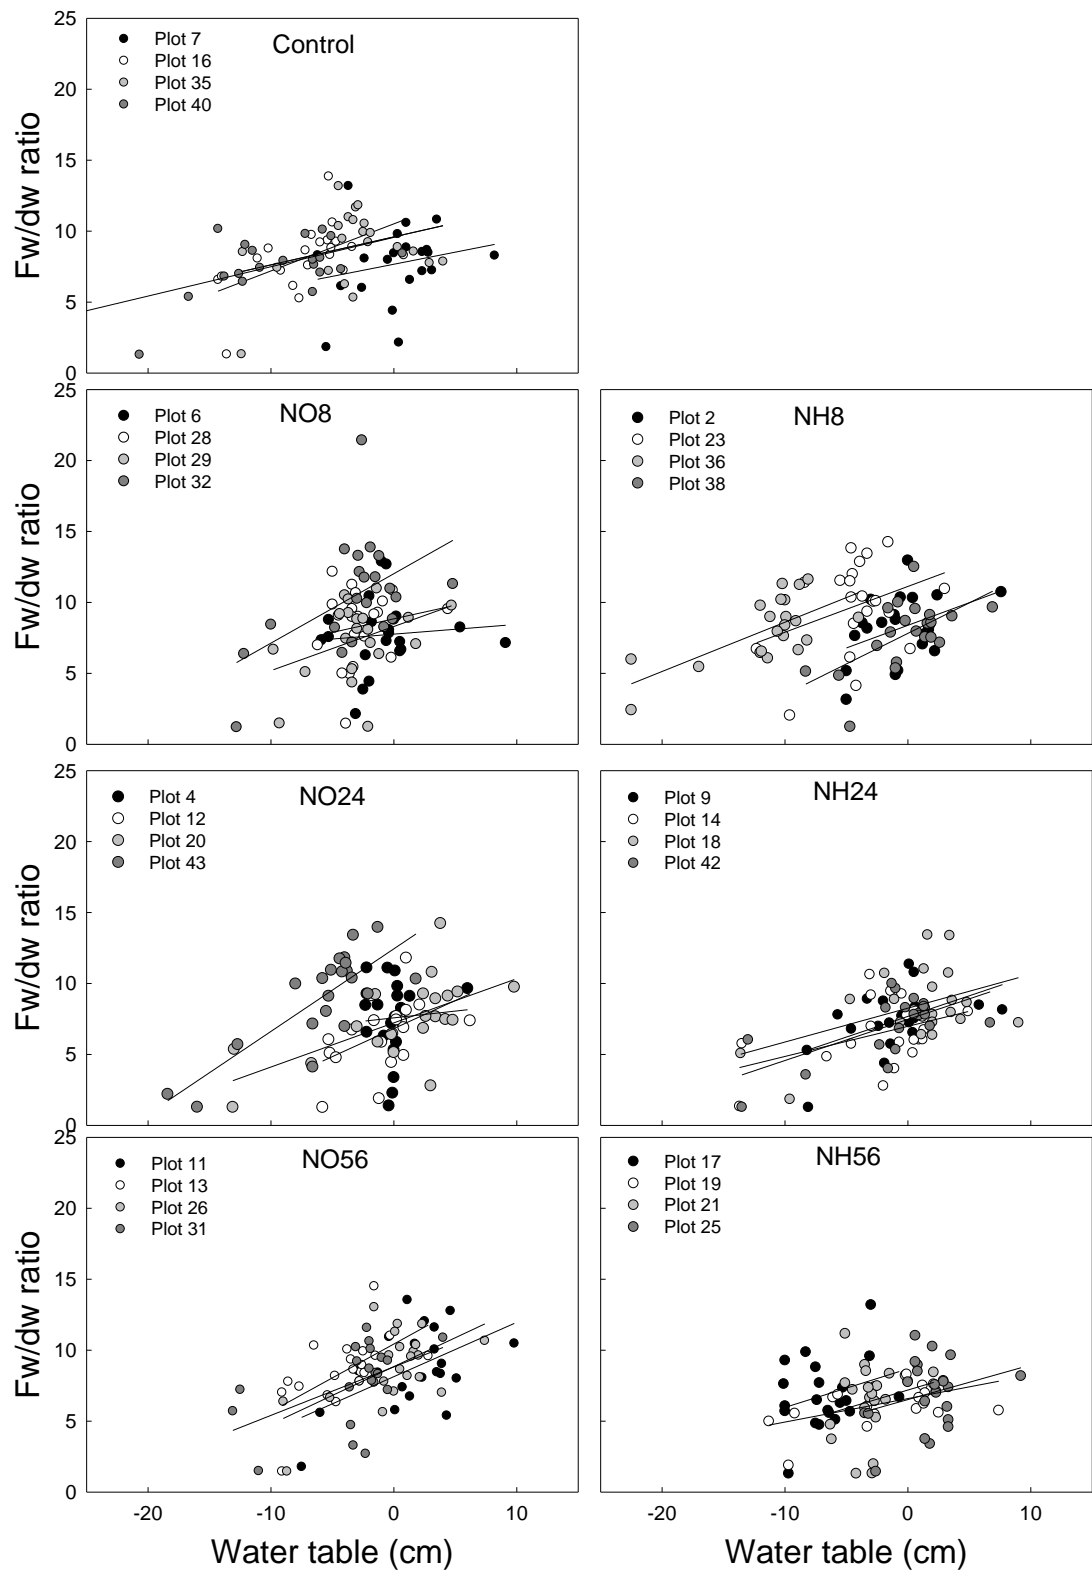 25
20
15
10
5
0
Fw/dw ratio
Control
Plot 7
Plot 16
Plot 35
Plot 40
25
20
15
10
5
0
Fw/dw ratio
NO8
Plot 6
Plot 28
Plot 29
Plot 32
NH8
Plot 2
Plot 23
Plot 36
Plot 38
25
20
15
10
5
0
Fw/dw ratio
NO24
Plot 4
Plot 12
Plot 20
Plot 43
NH24
Plot 9
Plot 14
Plot 18
Plot 42
25
20
15
10
5
0
Fw/dw ratio
NO56
Plot 11
Plot 13
Plot 26
Plot 31
NH56
Plot 17
Plot 19
Plot 21
Plot 25
-20 -10 0 10
Water table (cm)
-20 -10 0 10
Water table (cm)